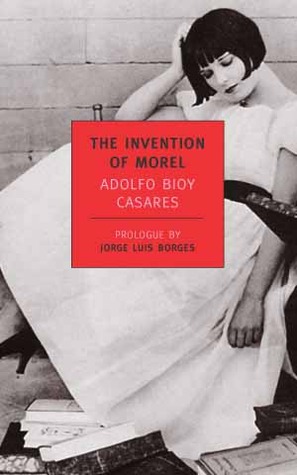 THE INVENTION
OF MOREL
ADOLFO BIOY
CASARES
PROLOGUE BY
JORGE LUIS BORGES